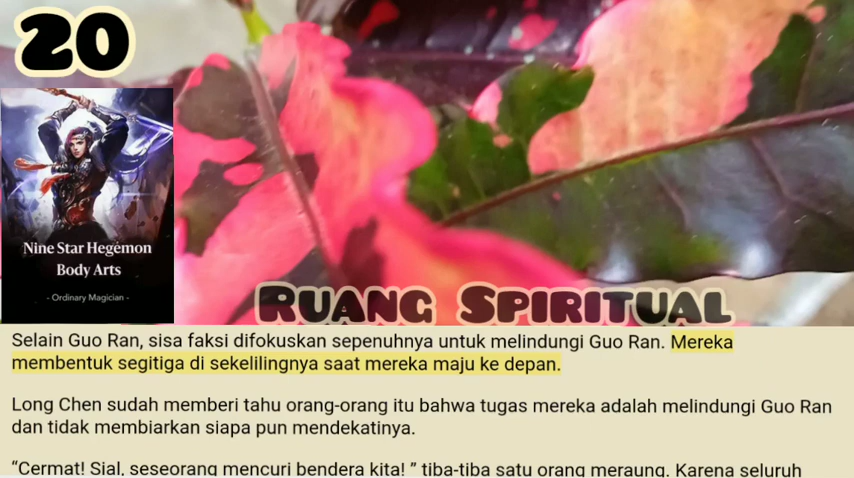 20
Nine Star Hegemon
Body Arts
- Ordinary Magician -
RUANG SPIRITUAL
Selain Guo Ran, sisa faksi difokuskan sepenuhnya untuk melindungi Guo Ran. Mereka
membentuk segitiga di sekelilingnya saat mereka maju ke depan.
Long Chen sudah memberi tahu orang-orang itu bahwa tugas mereka adalah melindungi Guo Ran
dan tidak membiarkan siapa pun mendekatinya.
“Cermat! Sial, seseorang mencuri bendera kita! ” tiba-tiba satu orang meraung. Karena seluruh